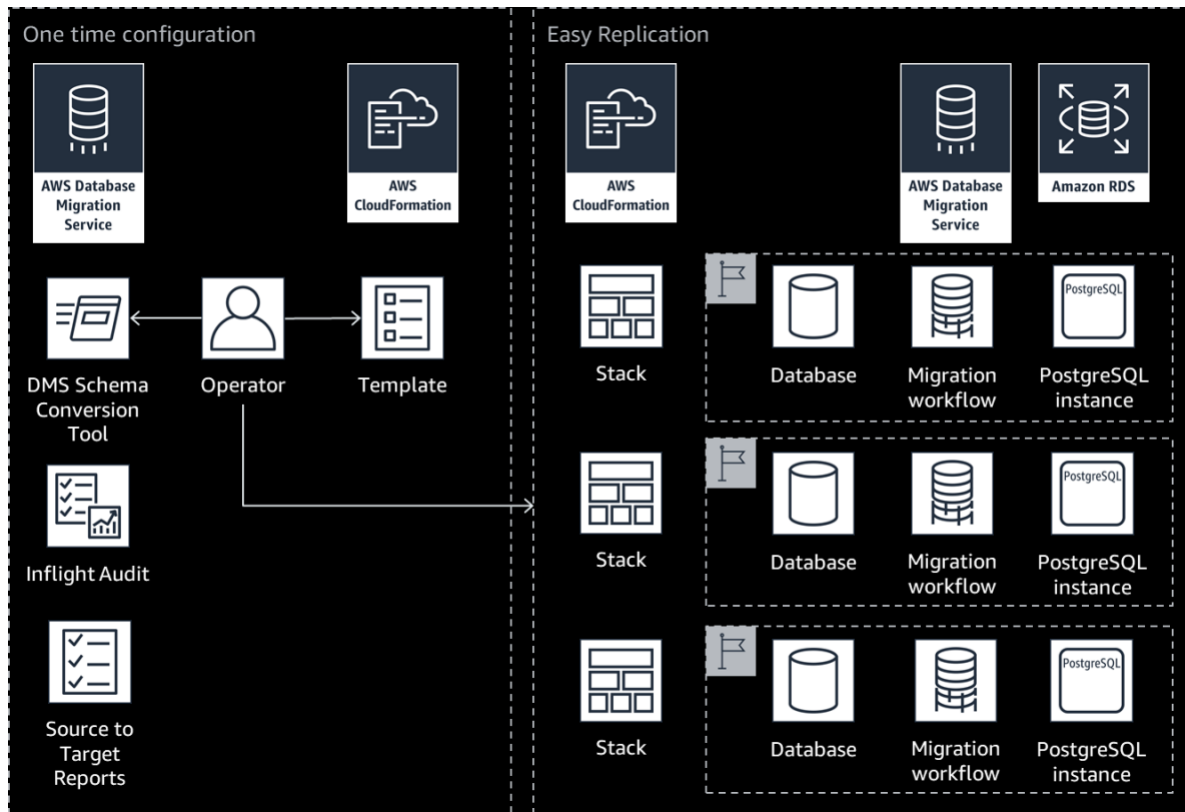 One time configuration
Easy Replication
AWS Database
Migration
Service
AWS
CloudFormation
AWS
CloudFormation
AWS Database
Migration
Service
Amazon RDS
DMS Schema
Conversion
Tool
Operator
Template
Inflight Audit
Source to
Target
Reports
Stack
Database
Migration
workflow
PostgreSQL
PostgreSQL
instance
Stack
Database
Migration
workflow
PostgreSQL
PostgreSQL
instance
Stack
Database
Migration
workflow
PostgreSQL
PostgreSQL
instance